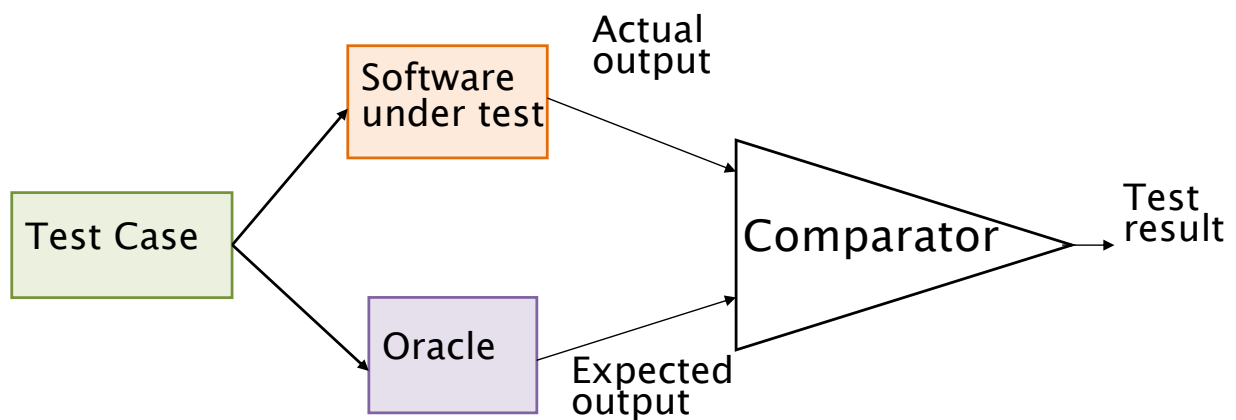 Actual
output
Software
under test
Test Case
Comparator
Test
result
Oracle
Expected
output